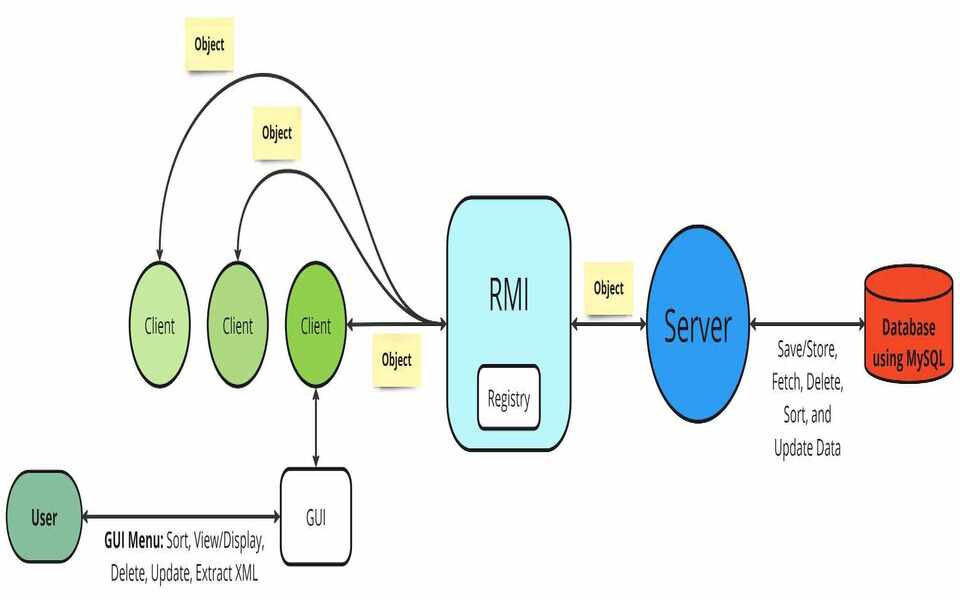 Object
Object
Client
Client
Client
Object
RMI
Registry
Object
Server
Save/Store,
Fetch, Delete,
Sort, and
Update Data
Database
using MySQL
User
GUI Menu: Sort, View/Display,
Delete, Update, Extract XML
GUI